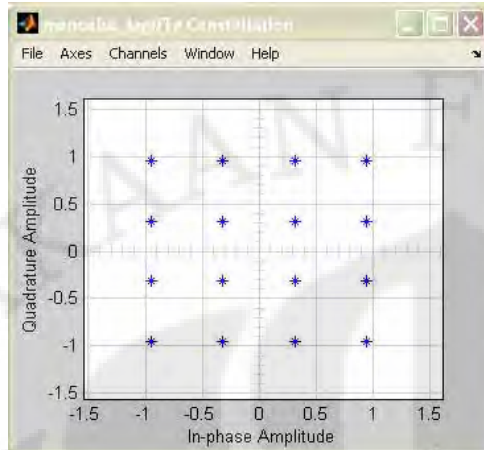 Constellation
File Axes Channels Window Help
1.5
1
0.5
0
-0.5
-1
-1.5
Quadrature Amplitude
-1.5 -1 -0.5 0 0.5 1 1.5
In-phase Amplitude